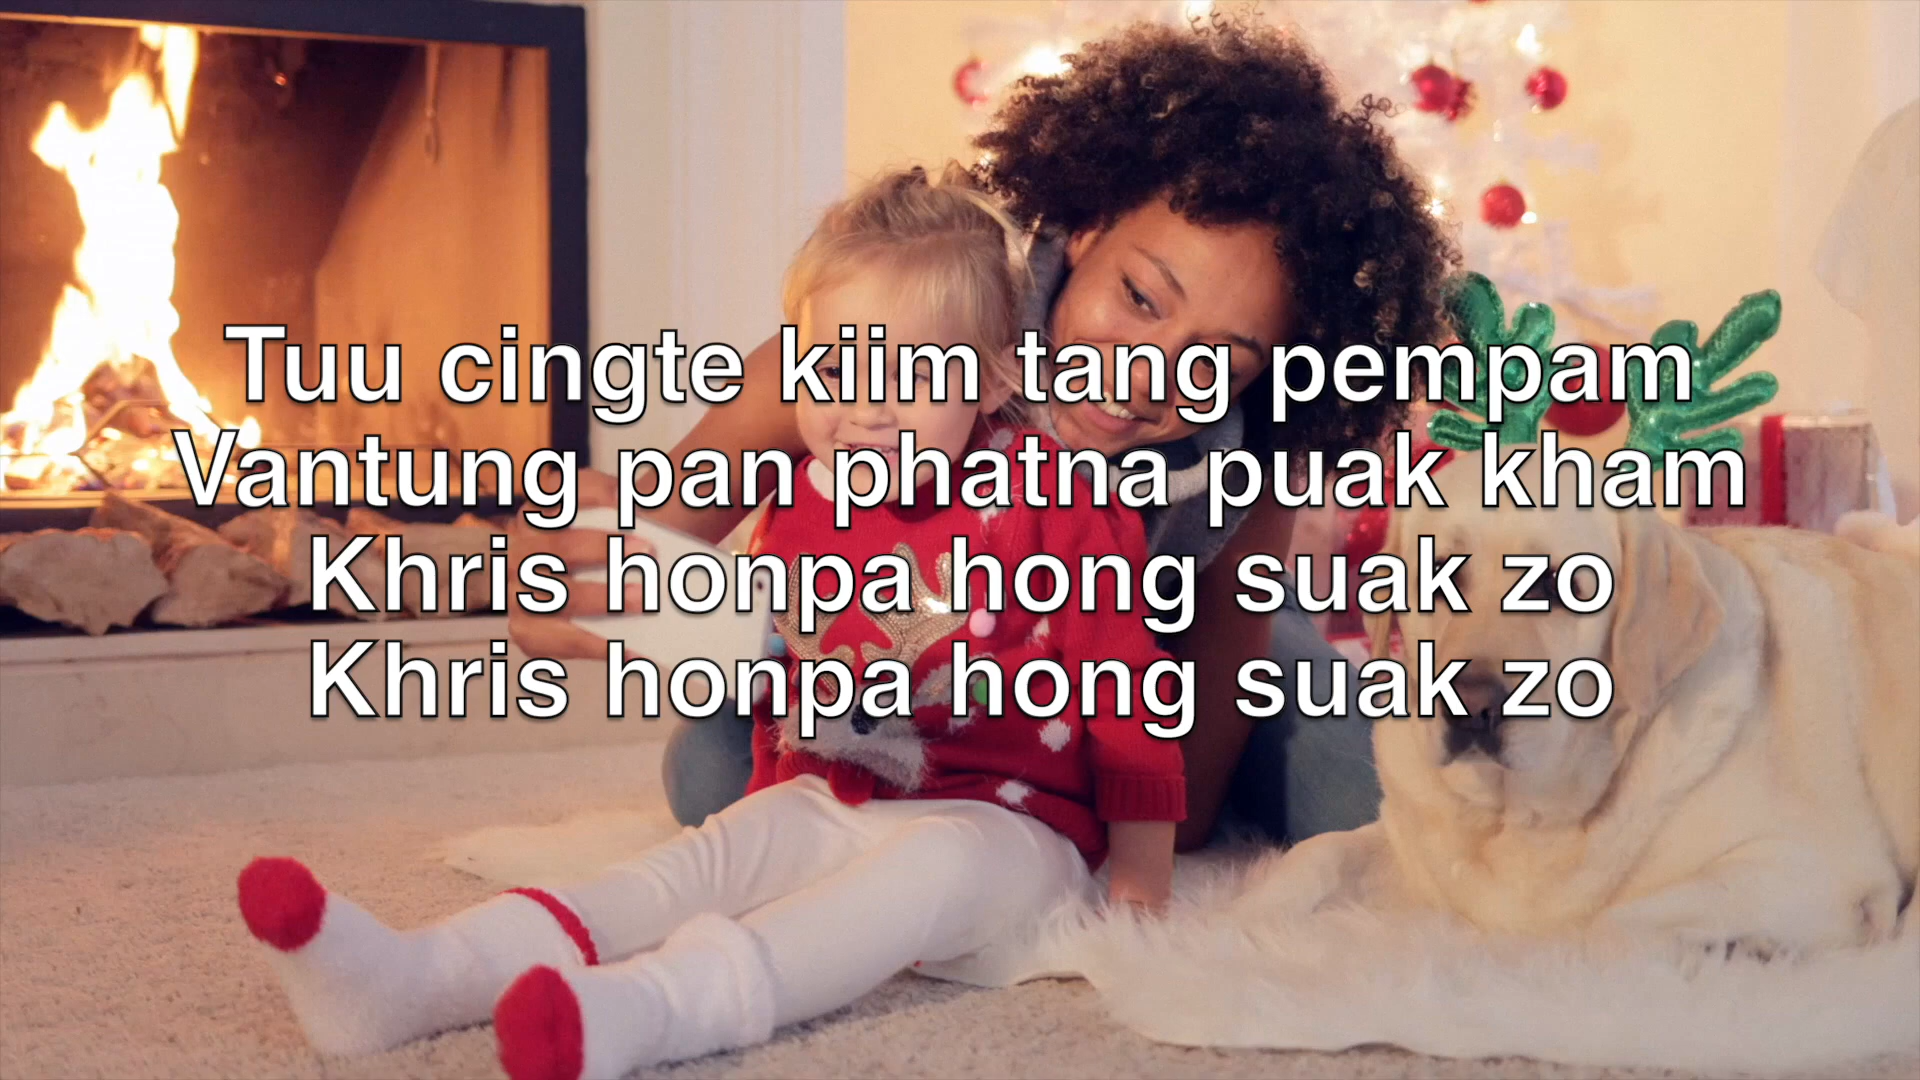 Tuu cingte kiim tang pempam
Vantung pan phatna puak kham
Khris honpa hong suak zo
Khris honpa hong suak zo